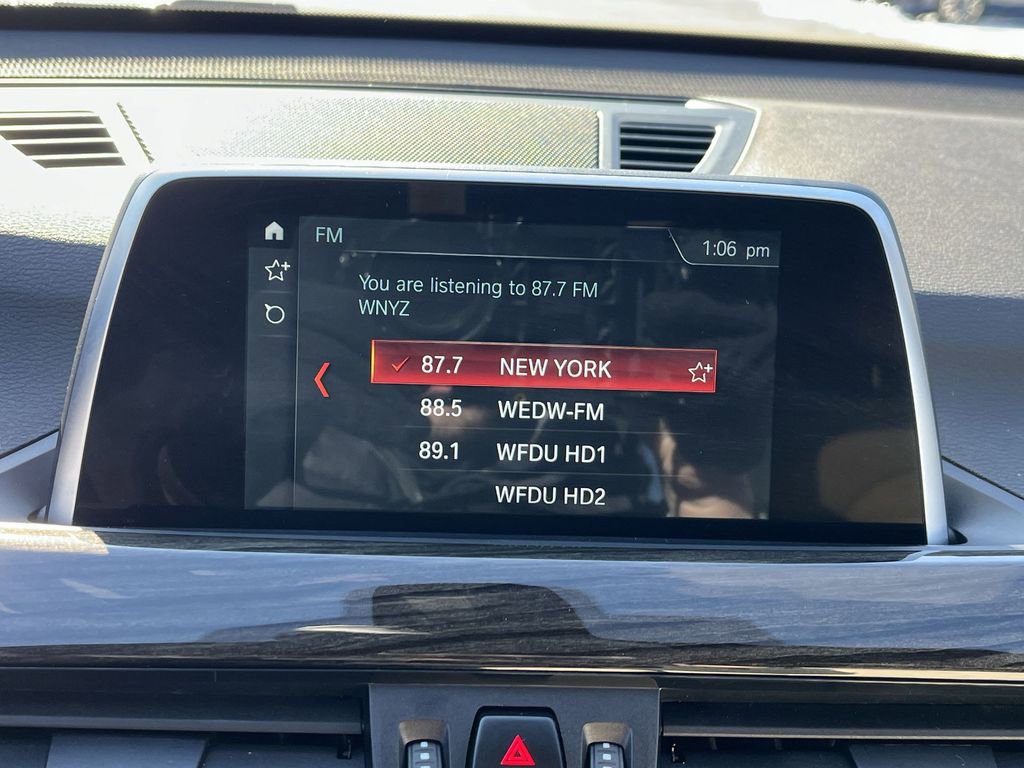 FM
1:06 pm
You are listening to 87.7 FM
WNYZ
87.7 NEW YORK
88.5 WEDW-FM
89.1 WFDU HD1
WFDU HD2